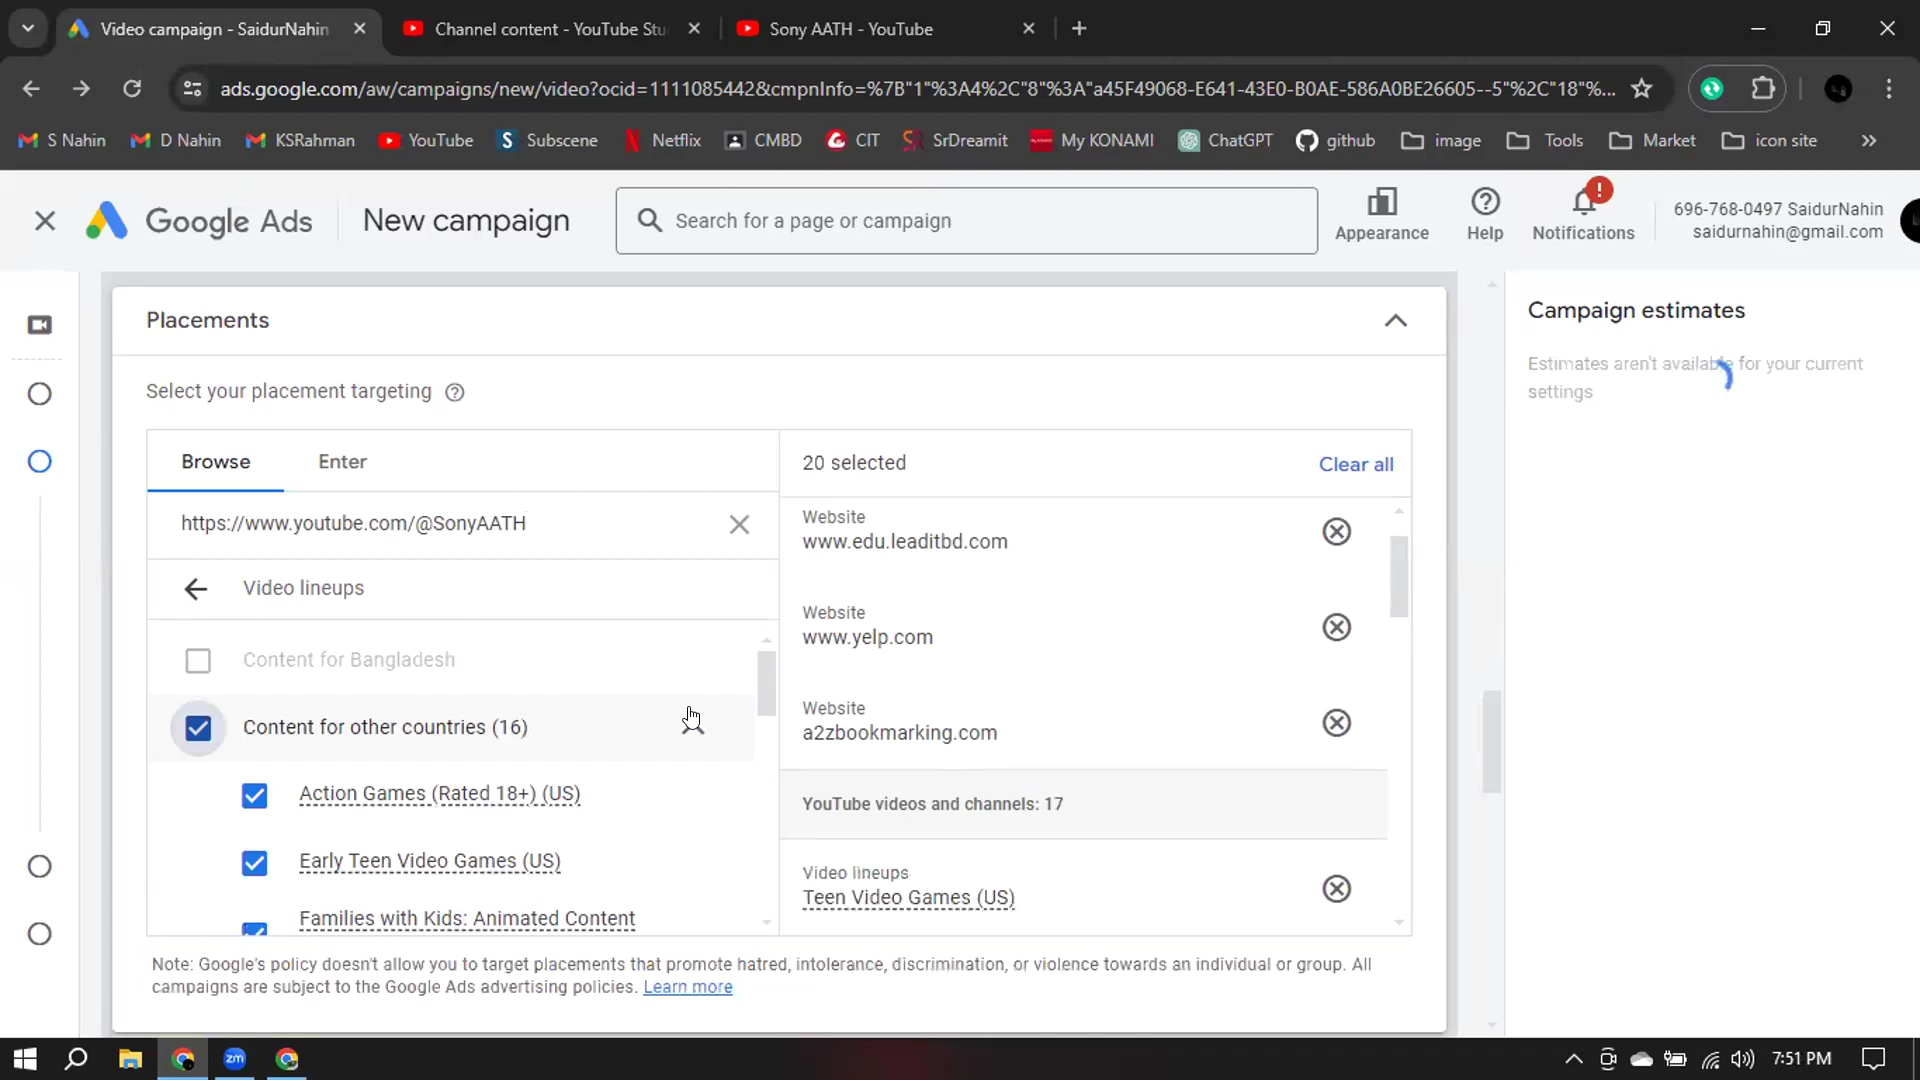 Video campaign - SaidurNahin
Channel content - YouTube Stu
Sony AATH - YouTube
ads.google.com/aw/campaigns/new/video?ocid=1111085442&cmpnInfo=%7B"1"%3A4%2C"8"%3A"a45F49068-E641-43E0-B0AE-586A0BE26605--5"%2C"18"%...
S Nahin
D Nahin
KSRahman
YouTube
Subscene
Netflix
CMBD
CIT
SrDreamit
My KONAMI
ChatGPT
github
image
Tools
Market
icon site
Google Ads
New campaign
Search for a page or campaign
Appearance
Help
Notifications
696-768-0497 SaidurNahin
saidurnahin@gmail.com
Placements
Select your placement targeting
Browse
Enter
https://www.youtube.com/@SonyAATH
Video lineups
Content for Bangladesh
Content for other countries (16)
Action Games (Rated 18+) (US)
Early Teen Video Games (US)
Families with Kids: Animated Content
20 selected
Clear all
Website
www.edu.leaditbd.com
Website
www.yelp.com
Website
a2zbookmarking.com
YouTube videos and channels: 17
Video lineups
Teen Video Games (US)
Note: Google's policy doesn't allow you to target placements that promote hatred, intolerance, discrimination, or violence towards an individual or group. All
campaigns are subject to the Google Ads advertising policies. Learn more
Campaign estimates
Estimates aren't available for your current
settings
zm
7:51 PM